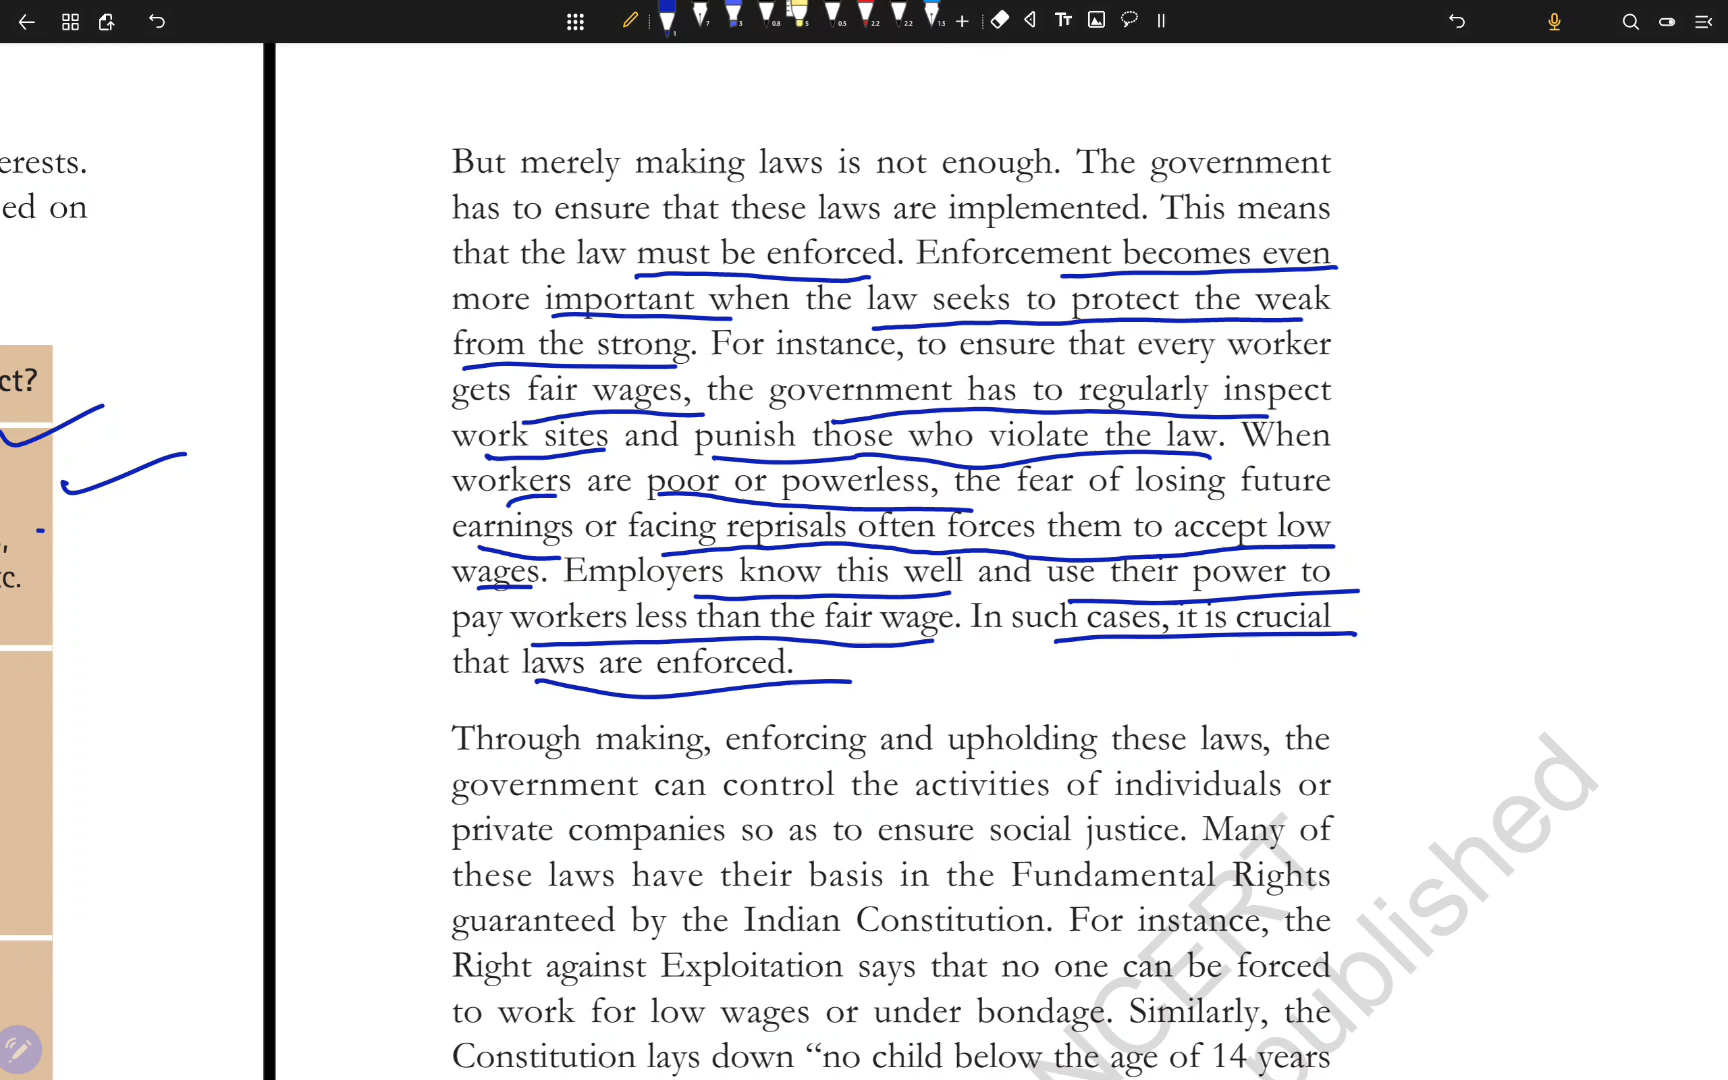 erests.
ed on
ct?
tc.
But merely making laws is not enough. The government
has to ensure that these laws are implemented. This means
that the law must be enforced. Enforcement becomes even
more important when the law seeks to protect the weak
from the strong. For instance, to ensure that every worker
gets fair wages, the government has to regularly inspect
work sites and punish those who violate the law. When
workers are poor or powerless, the fear of losing future
earnings or facing reprisals often forces them to accept low
wages. Employers know this well and use their power to
pay workers less than the fair wage. In such cases, it is crucial
that laws are enforced.
Through making, enforcing and upholding these laws, the
government can control the activities of individuals or
private companies so as to ensure social justice. Many of
these laws have their basis in the Fundamental Rights
guaranteed by the Indian Constitution. For instance, the
Right against Exploitation says that no one can be forced
to work for low wages or under bondage. Similarly, the
Constitution lays down “no child below the age of 14 years
NCERT
published